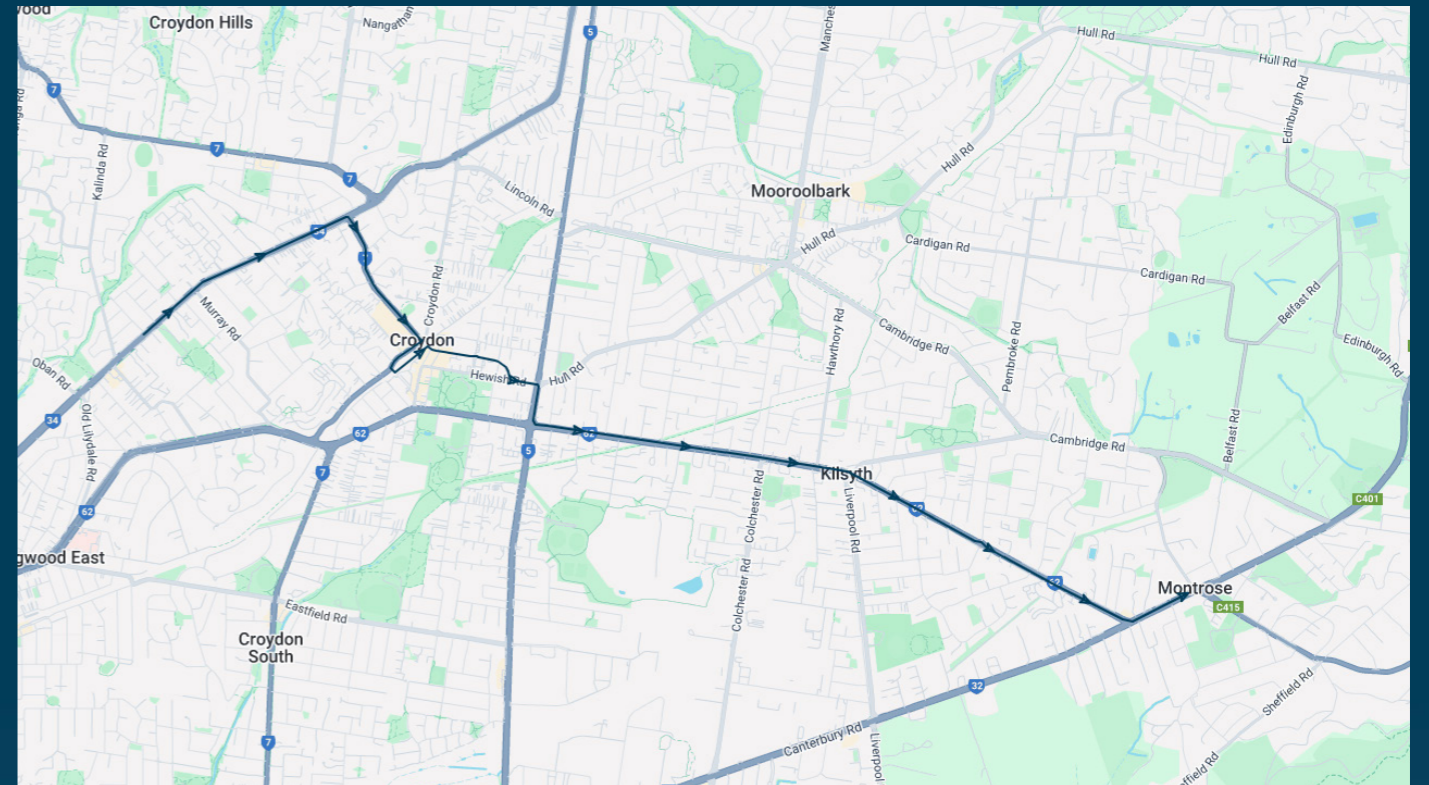 Croydon Hills
5
Hull Rd
Hull Rd
7
Edinburgh Rd
7
Kalinda Rd
Hull Rd
7
Lincoln Rd
Mooroolbark
Hull Rd
Cardigan Rd
Cardigan Rd
Croydon Rd
Belfast Rd
Murray Rd
Hawthory Rd
Cambridge Rd
Pembroke Rd
Edinburgh Rd
Croydon
Oban Rd
Hewish Rd
Hull Rd
34
Old Lilydale Rd
62
62
Belfast Rd
Cambridge Rd
5
7
Kilsyth
Colchester Rd
Liverpool Rd
C401
62
62
gwood East
Colchester Rd
62
Montrose
C415
Eastfield Rd
Croydon
South
32
Sheffield Rd
7
Canterbury Rd
Liverpool
effield Rd